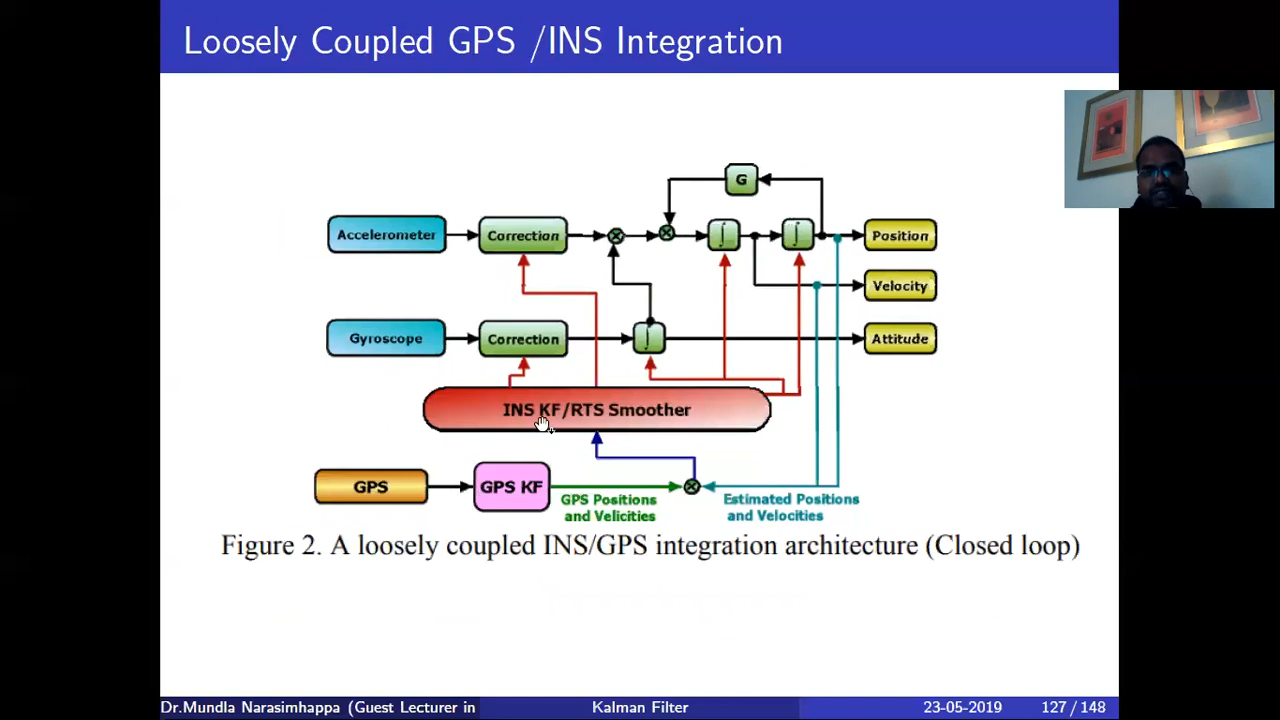 Loosely Coupled GPS /INS Integration
G
Accelerometer
Correction
∫
∫
Position
Velocity
Gyroscope
Correction
∫
Attitude
INS KF/RTS Smoother
GPS
GPS KF
GPS Positions
and Velicities
Estimated Positions
and Velocities
Figure 2. A loosely coupled INS/GPS integration architecture (Closed loop)
Dr.Mundla Narasimhappa (Guest Lecturer in
Kalman Filter
23-05-2019
127 / 148